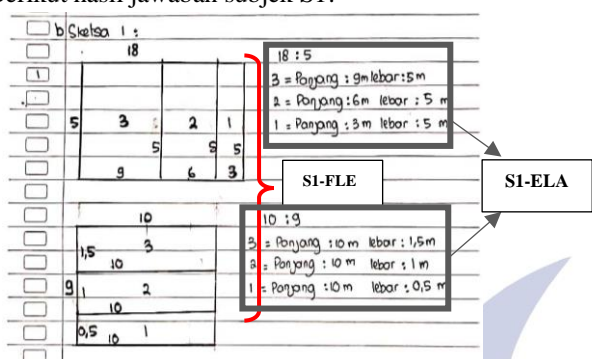 berikut hasil jawaban subjek S1:
b Sketsa 1 :
18
5 3 2 1
5 5 5
9 6 3
18 : 5
3 = Panjang : 9m lebar : 5m
2 = Panjang : 6m lebar : 5 m
1 = Panjang : 3 m lebar : 5 m
S1-FLE
S1-ELA
10
1,5 3
10
9 1 2
10
0,5 10 1
10 : 9
3 = Panjang : 10 m lebar : 1,5m
2 = Panjang : 10 m lebar : 1 m
1 = Panjang : 10m lebar : 0,5 m